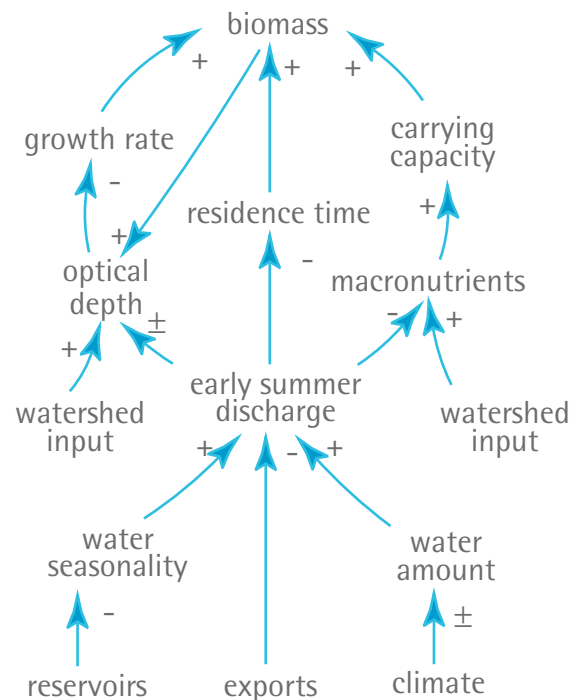 biomass
+
+
+
growth rate
carrying
capacity
-
+
residence time
+
-
optical
depth
macronutrients
±
-
+
+
early summer
discharge
watershed
input
watershed
input
+
-
+
water
seasonality
water
amount
-
±
reservoirs
exports
climate